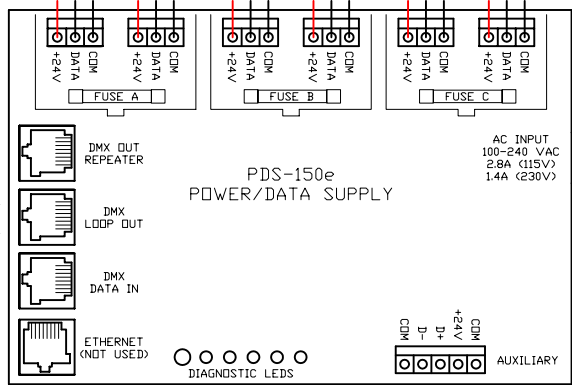 +24V DATA COM +24V DATA COM +24V DATA COM +24V DATA COM +24V DATA COM +24V DATA COM
FUSE A FUSE B FUSE C
DMX OUT
REPEATER
AC INPUT
100-240 VAC
2.8A (115V)
1.4A (230V)
PDS-150e
POWER/DATA SUPPLY
DMX
LOOP OUT
DMX
DATA IN
ETHERNET
(NOT USED)
DIAGNOSTIC LEDS
COM D- D+ +24V COM
AUXILIARY